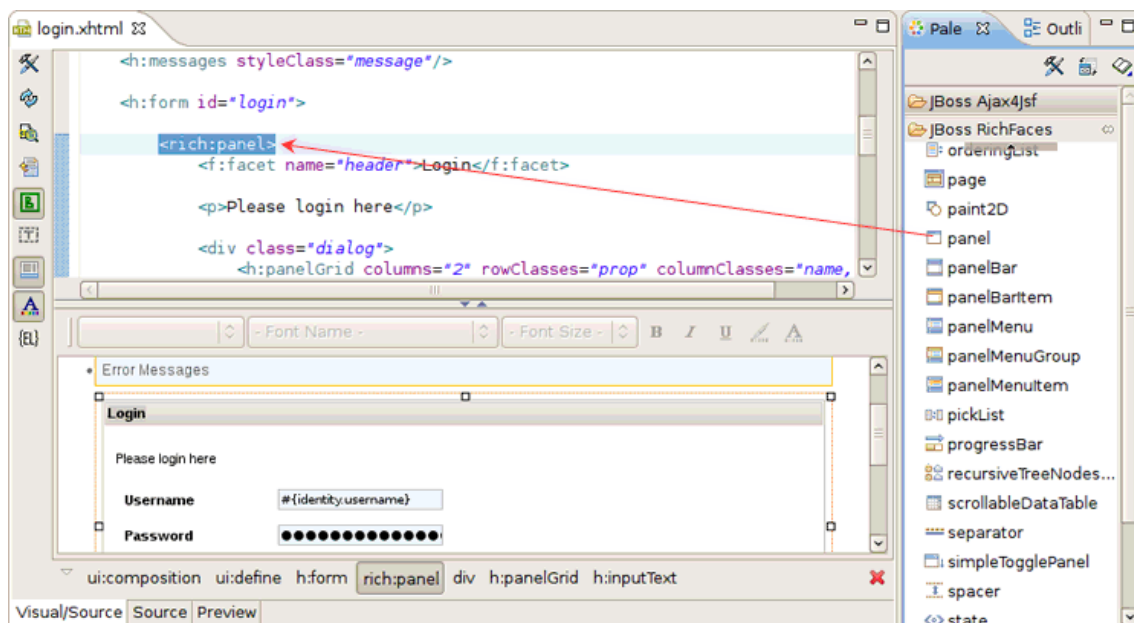 login.xhtml
<h:messages styleClass="message"/>
<h:form id="login">
<rich:panel>
<f:facet name="header">Login</f:facet>
<p>Please login here</p>
<div class="dialog">
<h:panelGrid columns="2" rowClasses="prop" columnClasses="name,
- Font Name -
- Font Size -
B I U A
{EL}
Error Messages
Login
Please login here
Username #{identity.username}
Password
ui:composition ui:define h:form rich:panel div h:panelGrid h:inputText
Visual/Source Source Preview
Pale Outli
JBoss Ajax4Jsf
JBoss RichFaces
orderingList
page
paint2D
panel
panelBar
panelBarItem
panelMenu
panelMenuGroup
panelMenuItem
pickList
progressBar
recursiveTreeNodes...
scrollableDataTable
separator
simpleTogglePanel
spacer
state